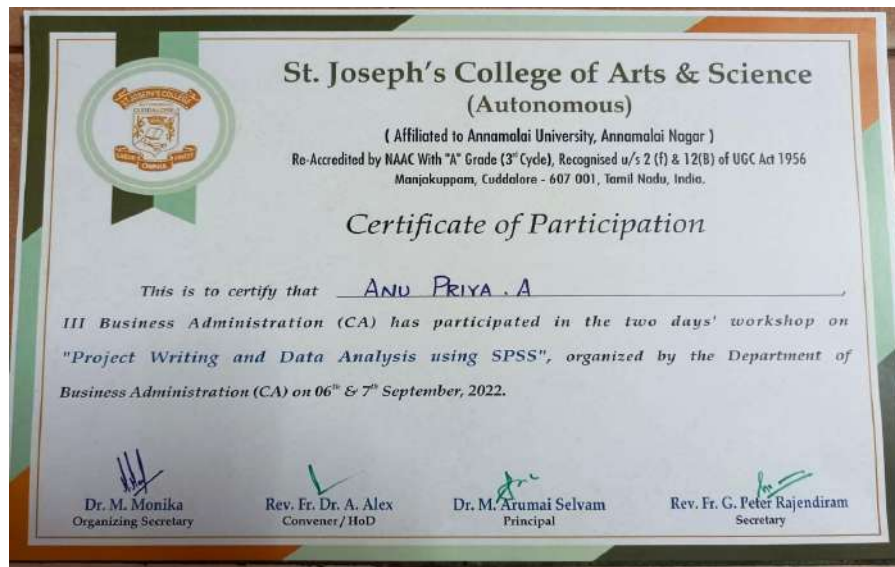 ST. JOSEPH'S COLLEGE
CUDDALORE-1
St. Joseph's College of Arts & Science
(Autonomous)
( Affiliated to Annamalai University, Annamalai Nagar )
Re-Accredited by NAAC With "A" Grade (3rd Cycle), Recognised u/s 2 (f) & 12(B) of UGC Act 1956
Manjakuppam, Cuddalore - 607 001, Tamil Nadu, India.
Certificate of Participation
This is to certify that ANU PRIYA . A
III Business Administration (CA) has participated in the two days' workshop on
"Project Writing and Data Analysis using SPSS", organized by the Department of
Business Administration (CA) on 06th & 7th September, 2022.
Dr. M. Monika Rev. Fr. Dr. A. Alex Dr. M. Arumai Selvam Rev. Fr. G. Peter Rajendiram
Organizing Secretary Convener/HoD Principal Secretary